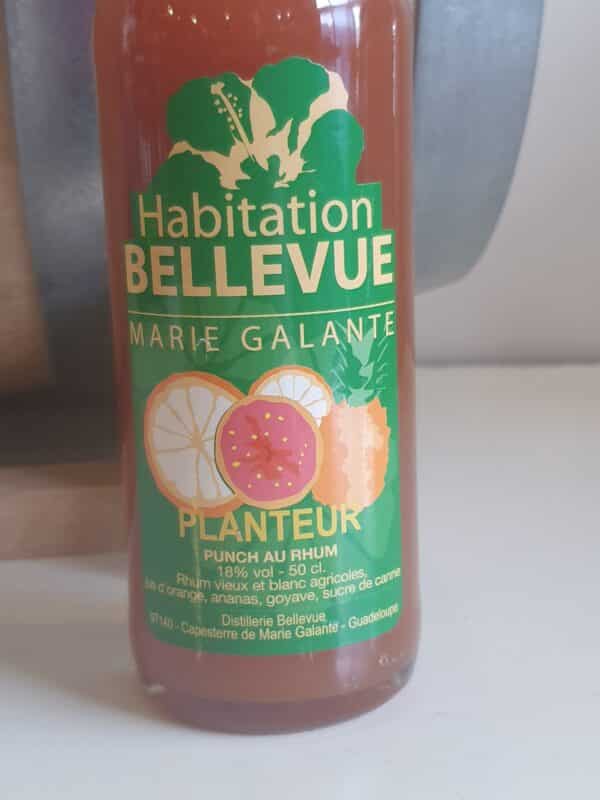 Habitation
BELLEVUE
MARIE GALANTE
PLANTEUR
PUNCH AU RHUM
18% vol - 50 cl.
Rhum vieux et blanc agricoles,
d'orange, ananas, goyave, sucre de canne
Distillerie Bellevue
97140 - Capesterre de Marie Galante - Guadeloupe